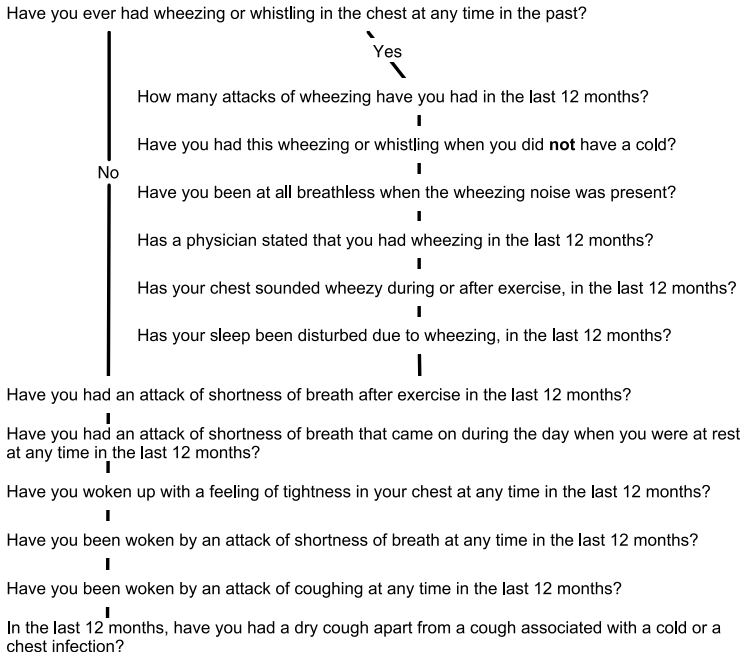 Have you ever had wheezing or whistling in the chest at any time in the past?
Yes
How many attacks of wheezing have you had in the last 12 months?
Have you had this wheezing or whistling when you did not have a cold?
No
Have you been at all breathless when the wheezing noise was present?
Has a physician stated that you had wheezing in the last 12 months?
Has your chest sounded wheezy during or after exercise, in the last 12 months?
Has your sleep been disturbed due to wheezing, in the last 12 months?
Have you had an attack of shortness of breath after exercise in the last 12 months?
Have you had an attack of shortness of breath that came on during the day when you were at rest
at any time in the last 12 months?
Have you woken up with a feeling of tightness in your chest at any time in the last 12 months?
Have you been woken by an attack of shortness of breath at any time in the last 12 months?
Have you been woken by an attack of coughing at any time in the last 12 months?
In the last 12 months, have you had a dry cough apart from a cough associated with a cold or a
chest infection?